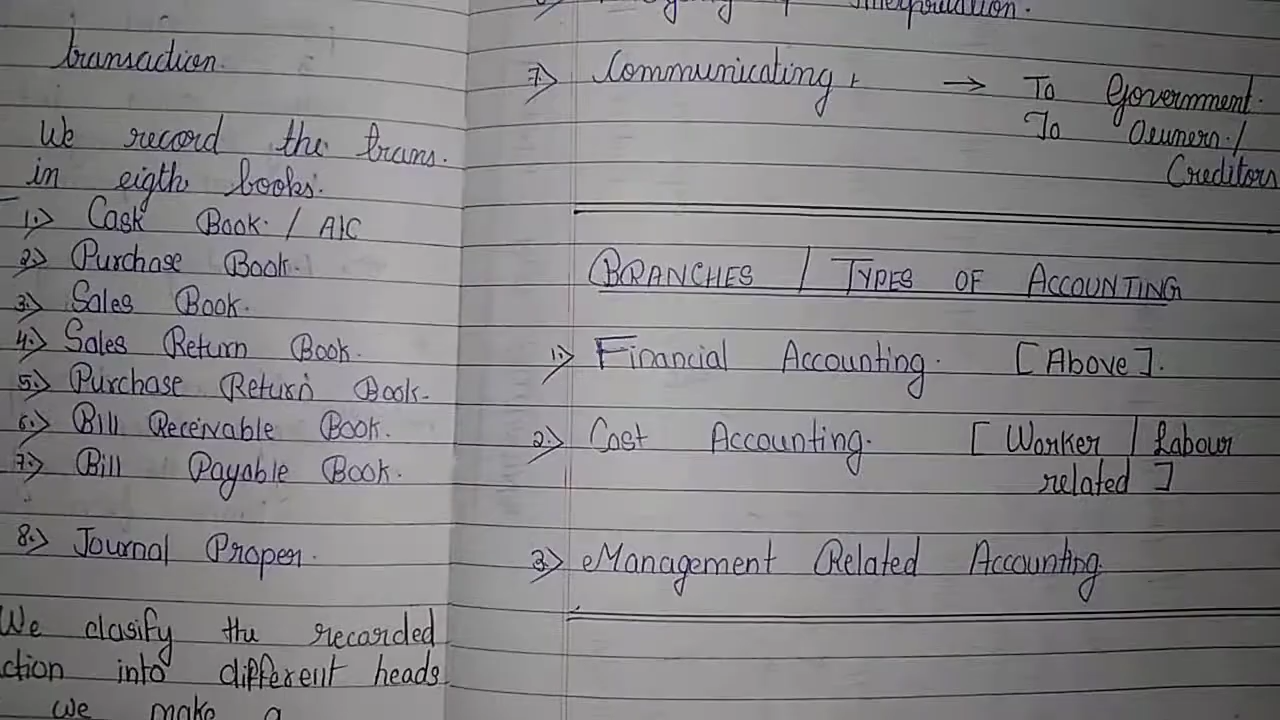 transaction.
We record the trans.
in eigth books.
1.) Cash Book. / A/C
2.) Purchase Book.
3.) Sales Book.
4.) Sales Return Book.
5.) Purchase Return Book.
6.) Bill Receivable Book.
7.) Bill Payable Book.
8.) Journal Proper.
We clasify the recorded
ction into different heads
we make a
Interpretation.
7.) Communicating, → To Government.
To Owners /
Creditors
BRANCHES / TYPES OF ACCOUNTING
1.) Financial Accounting. [Above].
2.) Cost Accounting. [Worker / Labour
related]
3.) Management Related Accounting.